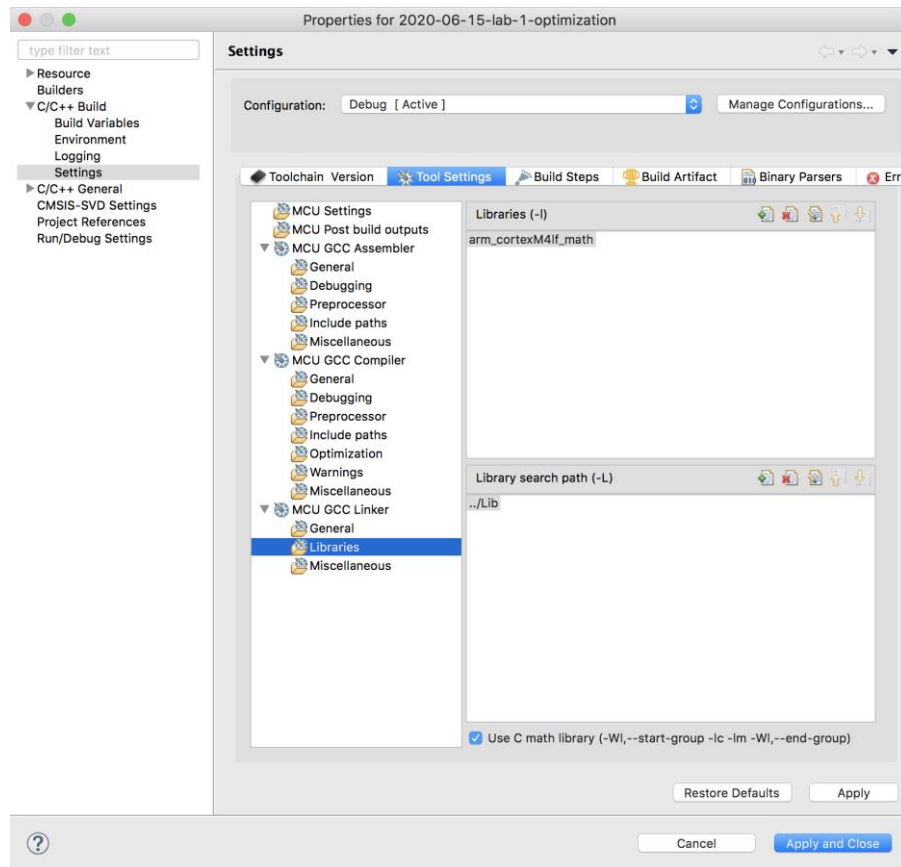 Properties for 2020-06-15-lab-1-optimization
type filter text
Resource
Builders
C/C++ Build
Build Variables
Environment
Logging
Settings
C/C++ General
CMSIS-SVD Settings
Project References
Run/Debug Settings
Settings
Configuration: Debug [ Active ] Manage Configurations...
Toolchain Version Tool Settings Build Steps Build Artifact Binary Parsers Err
MCU Settings
MCU Post build outputs
MCU GCC Assembler
General
Debugging
Preprocessor
Include paths
Miscellaneous
MCU GCC Compiler
General
Debugging
Preprocessor
Include paths
Optimization
Warnings
Miscellaneous
MCU GCC Linker
General
Libraries
Miscellaneous
Libraries (-l)
arm_cortexM4lf_math
Library search path (-L)
../Lib
Use C math library (-Wl,--start-group -lc -lm -Wl,--end-group)
Restore Defaults Apply
? Cancel Apply and Close